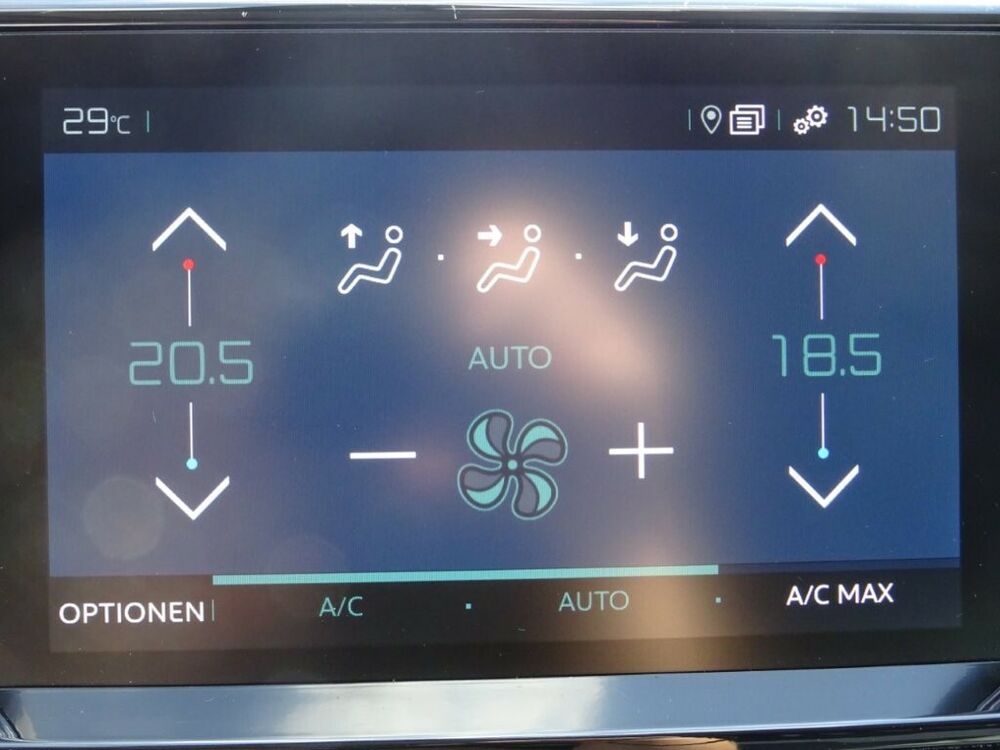 29°C 14:50
20.5 AUTO 18.5
OPTIONEN A/C AUTO A/C MAX